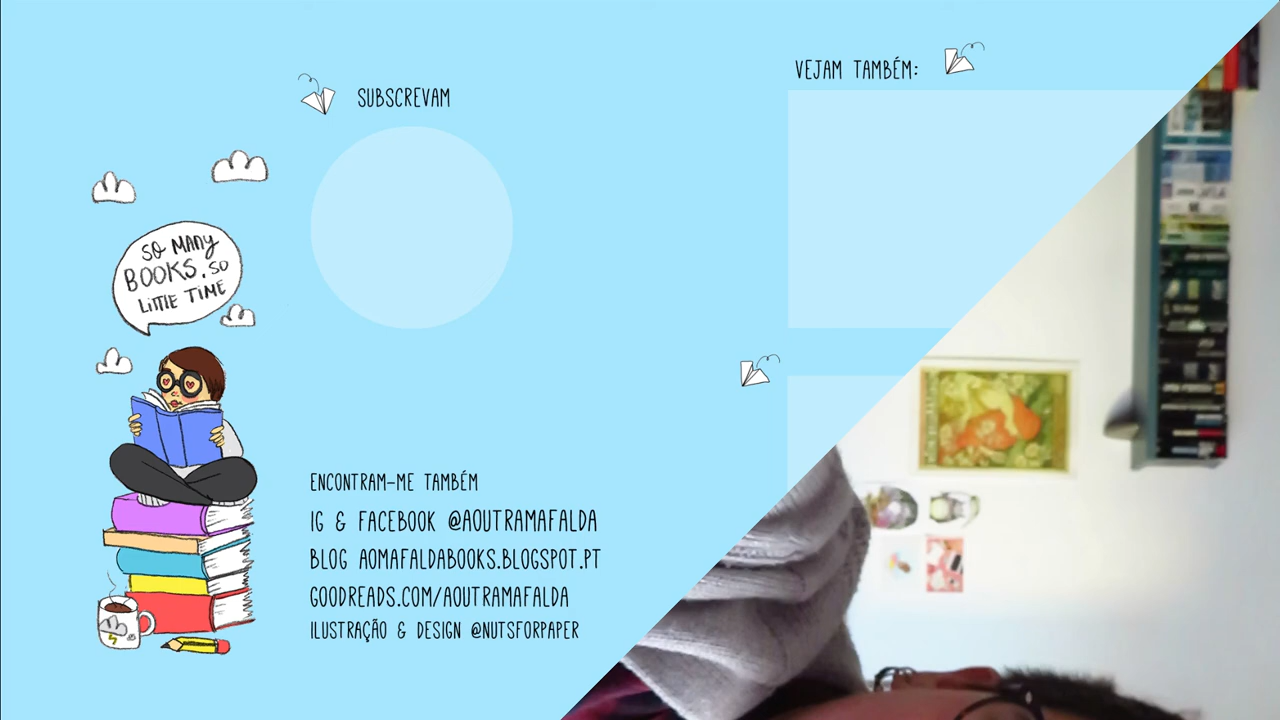 VEJAM TAMBÉM:
SUBSCREVAM
SO MANY
BOOKS, SO
LITTLE TIME
ENCONTRAM-ME TAMBÉM
IG & FACEBOOK @AOUTRAMAFALDA
BLOG AOMAFALDABOOKS.BLOGSPOT.PT
GOODREADS.COM/AOUTRAMAFALDA
ILUSTRAÇÃO & DESIGN @NUTSFORPAPER